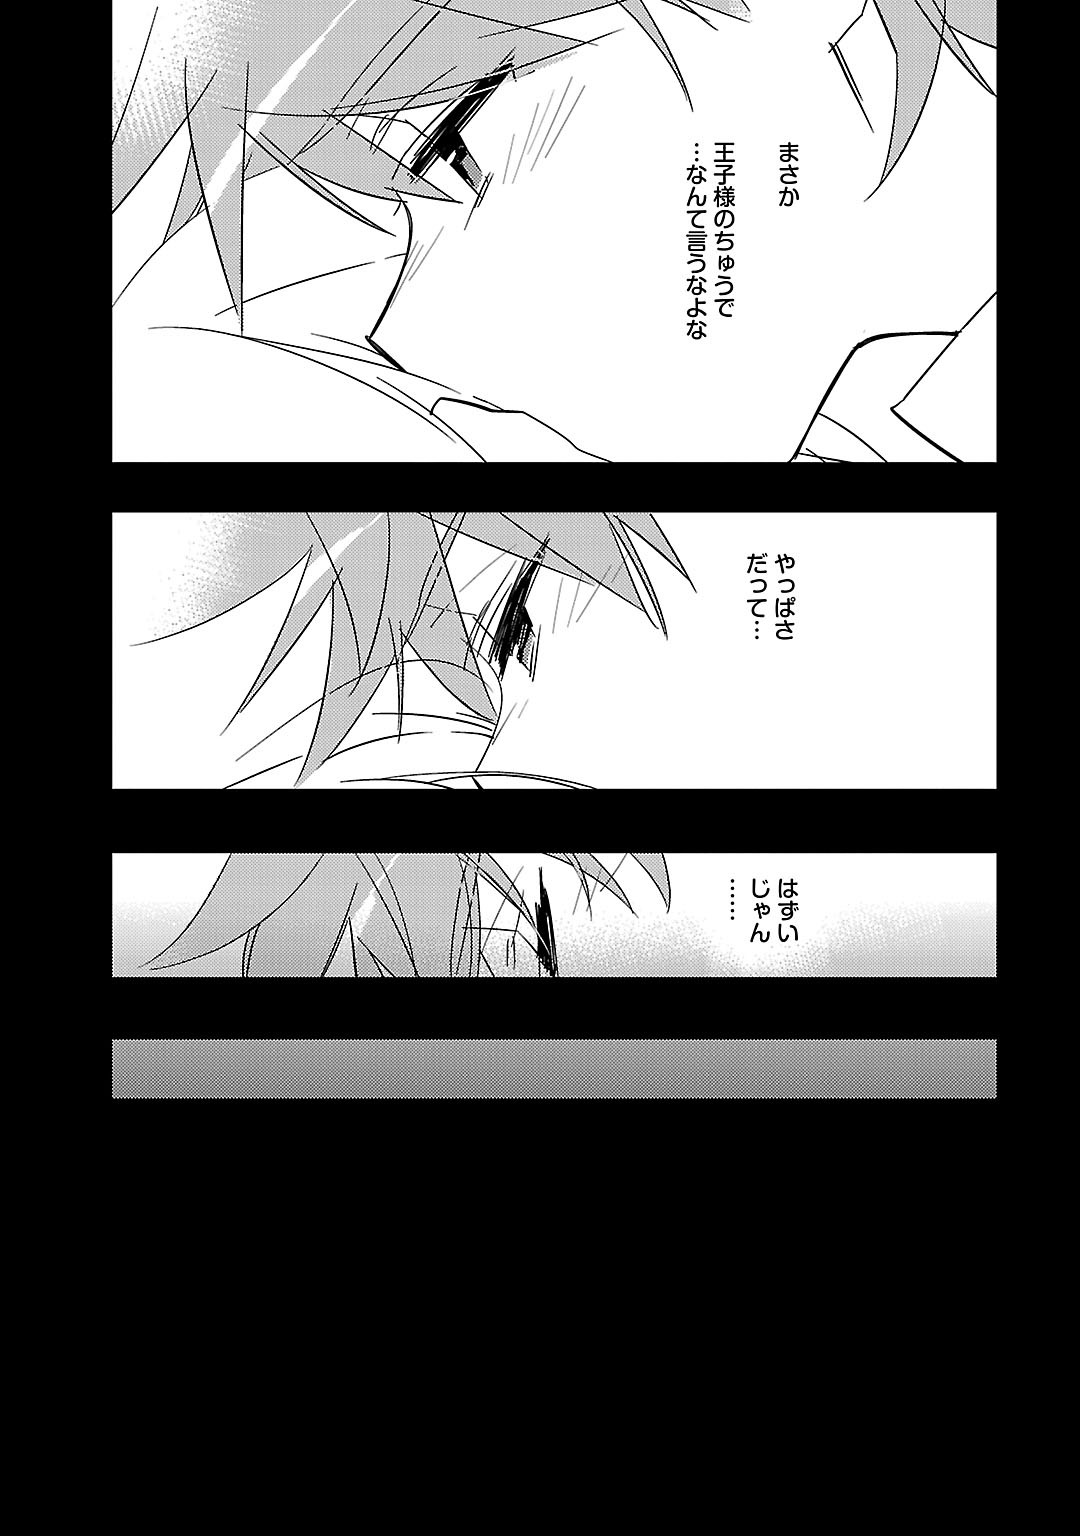 まさか
王子様のちゅうで
…なんて言うなよな
やっぱさ
だって…
はずい
じゃん
……